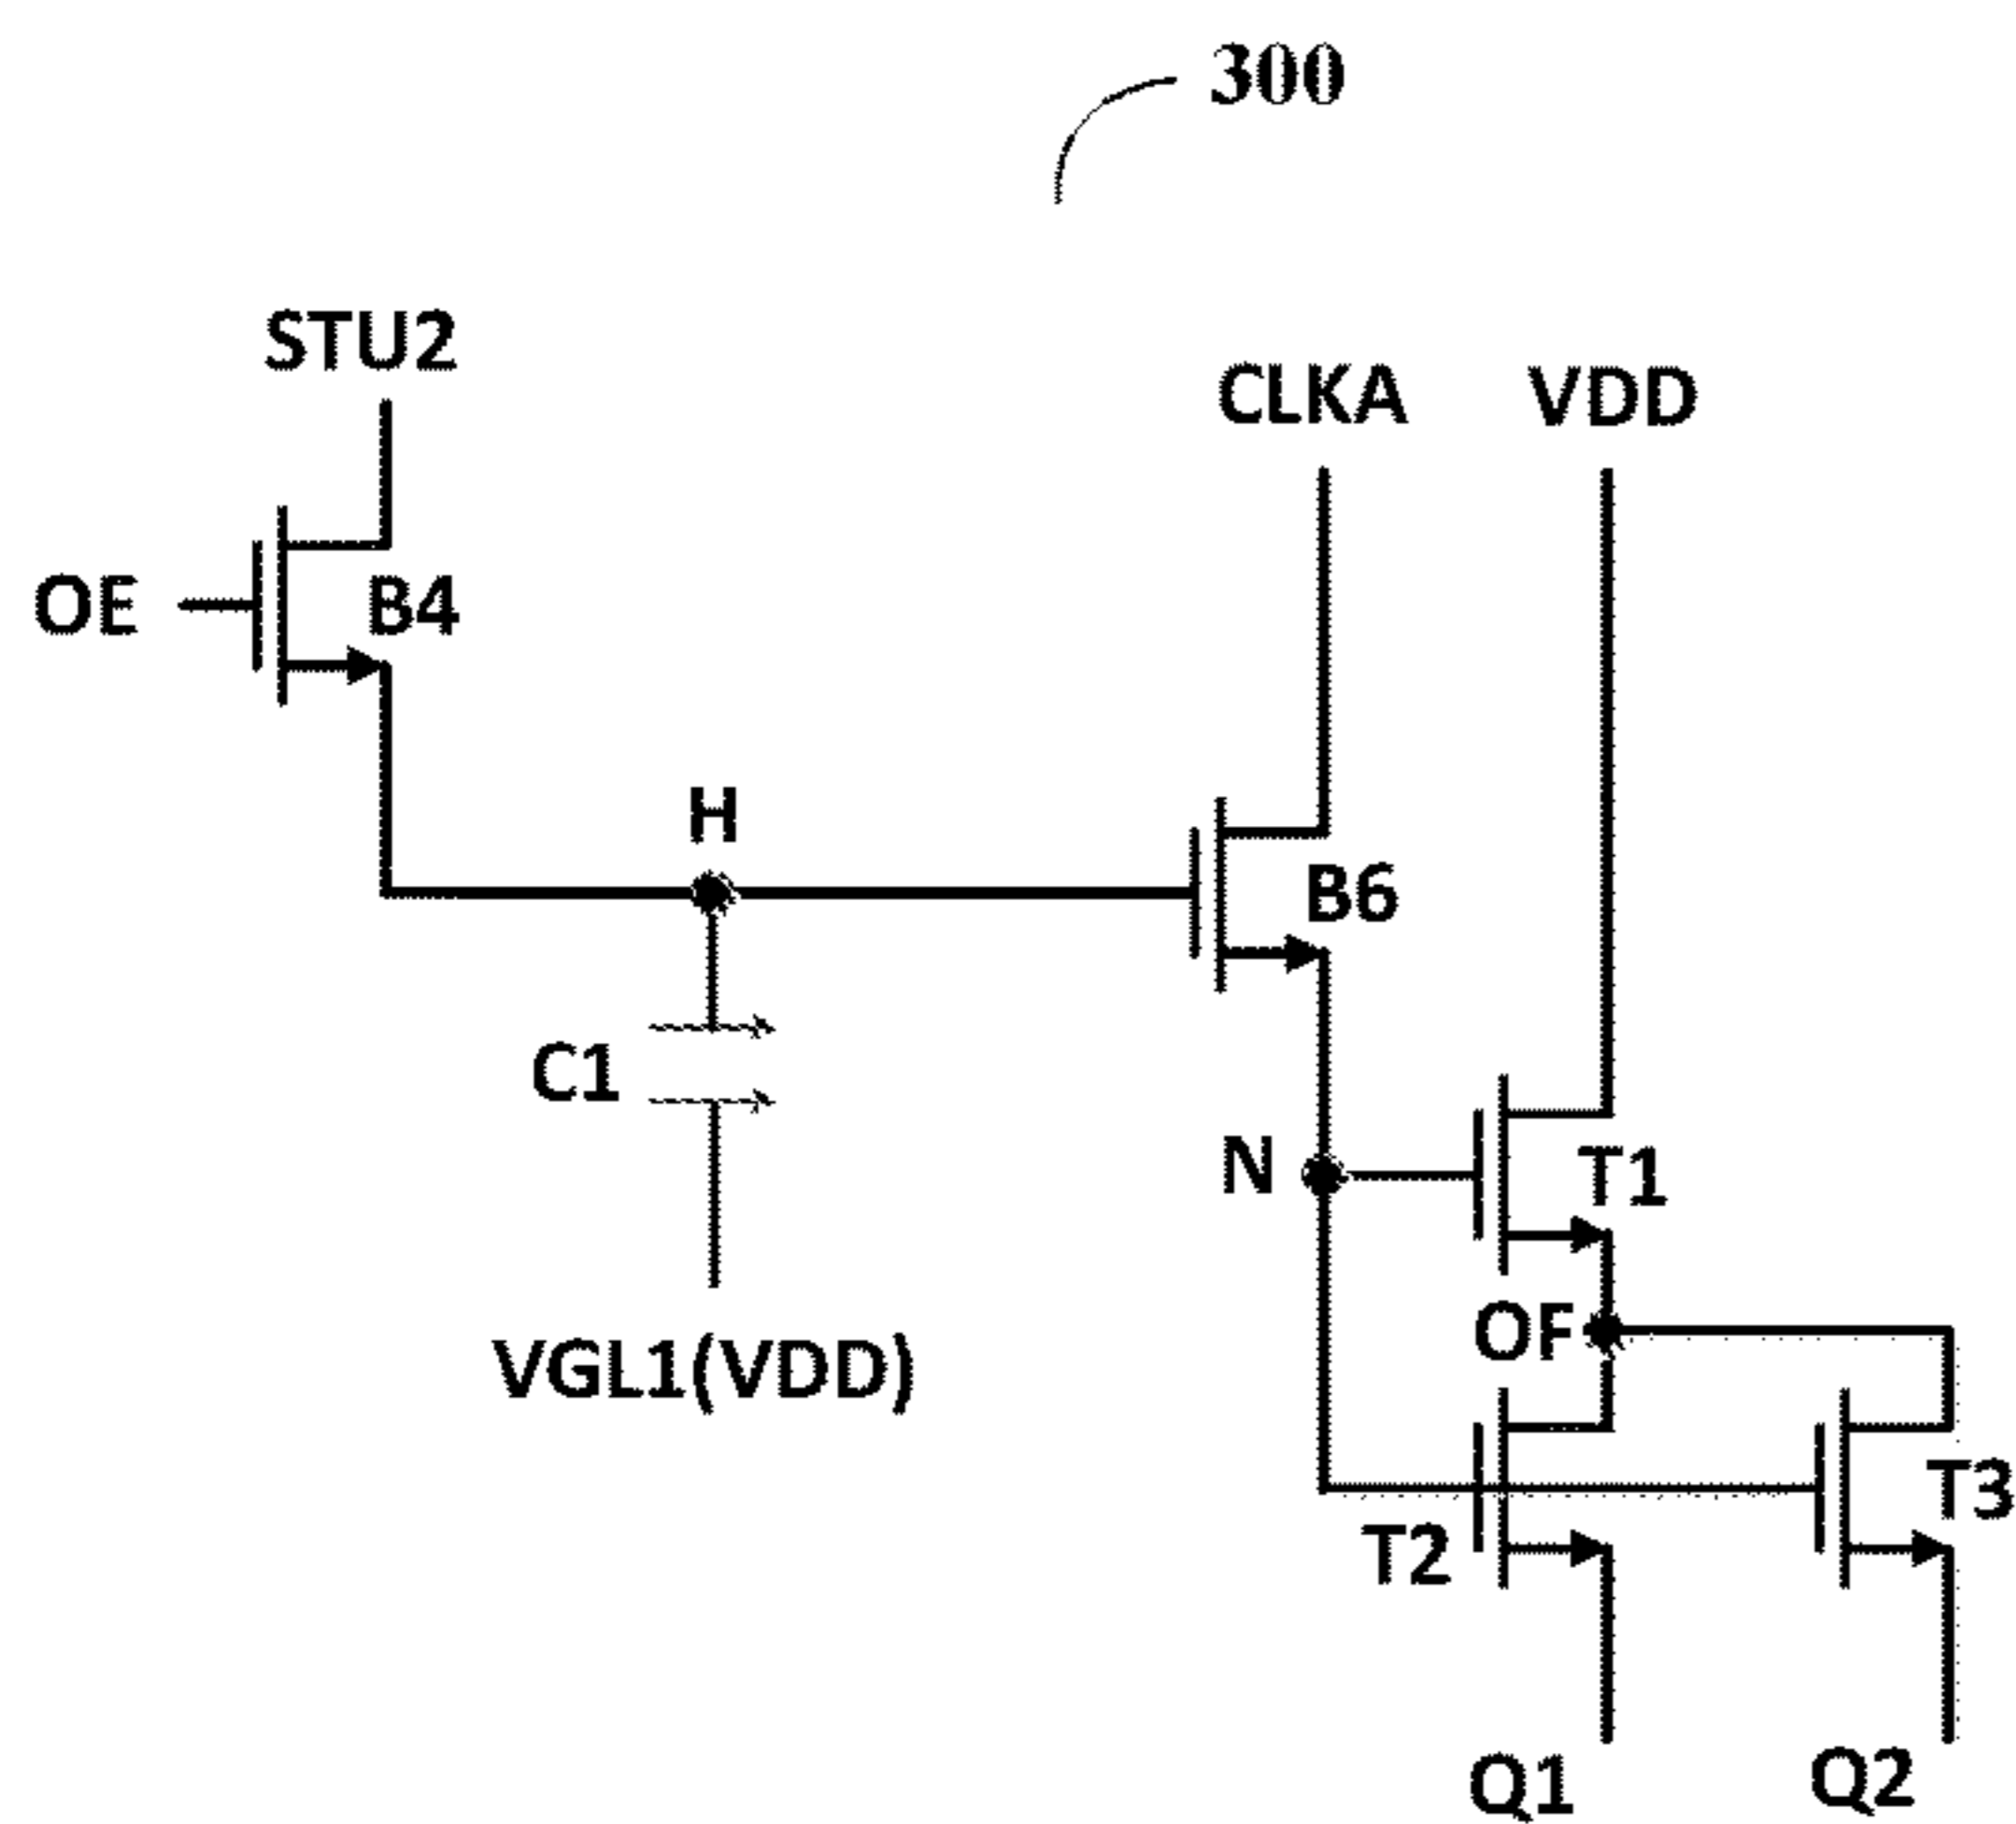 300
STU2
CLKA
VDD
OE
B4
H
B6
C1
N
T1
OF
VGL1(VDD)
T3
T2
Q1
Q2